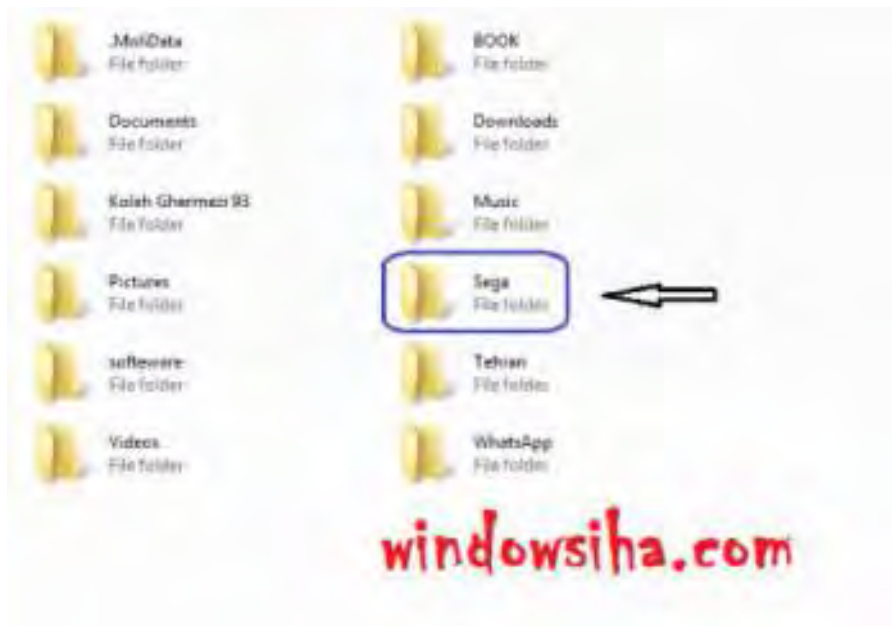 .MoliData
File folder
BOOK
File folder
Documents
File folder
Downloads
File folder
Kolah Ghermezi 93
File folder
Music
File folder
Pictures
File folder
Sega
File folder
softeware
File folder
File folder
Videos
File folder
WhatsApp
File folder
windowsiha.com